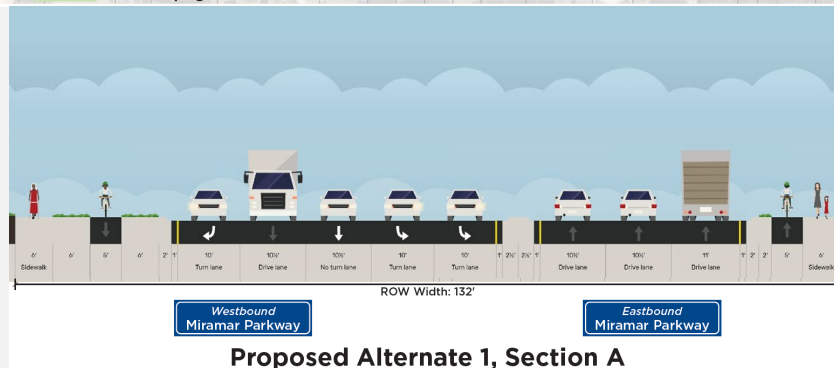 6' 6' 5' 6' 2' 1' 10' 10½' 10½' 10' 10' 1' 2½' 2½' 1' 10½' 10½' 11' 1' 2' 2' 5' 6'
Sidewalk Turn lane Drive lane No turn lane Turn lane Turn lane Drive lane Drive lane Drive lane Sidewalk
ROW Width: 132'
Westbound
Miramar Parkway
Eastbound
Miramar Parkway
Proposed Alternate 1, Section A